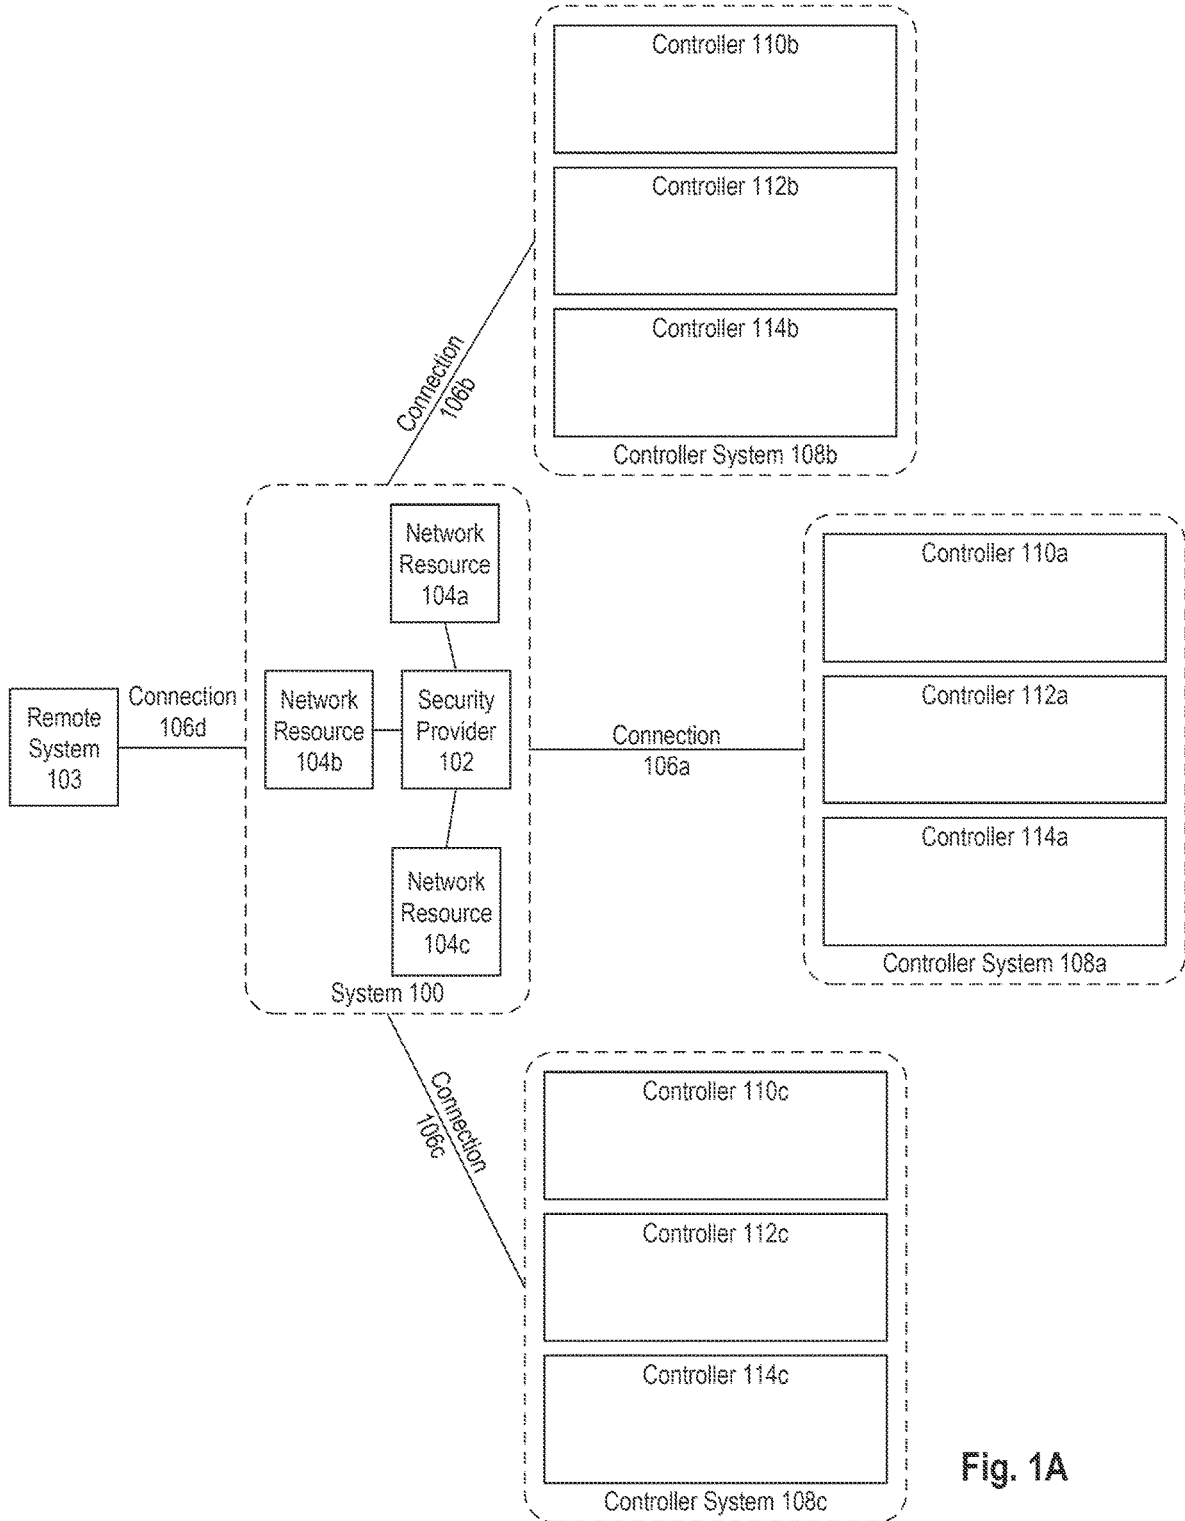 Controller 110b
Controller 112b
Controller 114b
Controller System 108b
Connection
106b
Network
Resource
104a
Network
Resource
104b
Security
Provider
102
Network
Resource
104c
System 100
Remote
System
103
Connection
106d
Connection
106a
Controller 110a
Controller 112a
Controller 114a
Controller System 108a
Connection
106c
Controller 110c
Controller 112c
Controller 114c
Controller System 108c
Fig. 1A